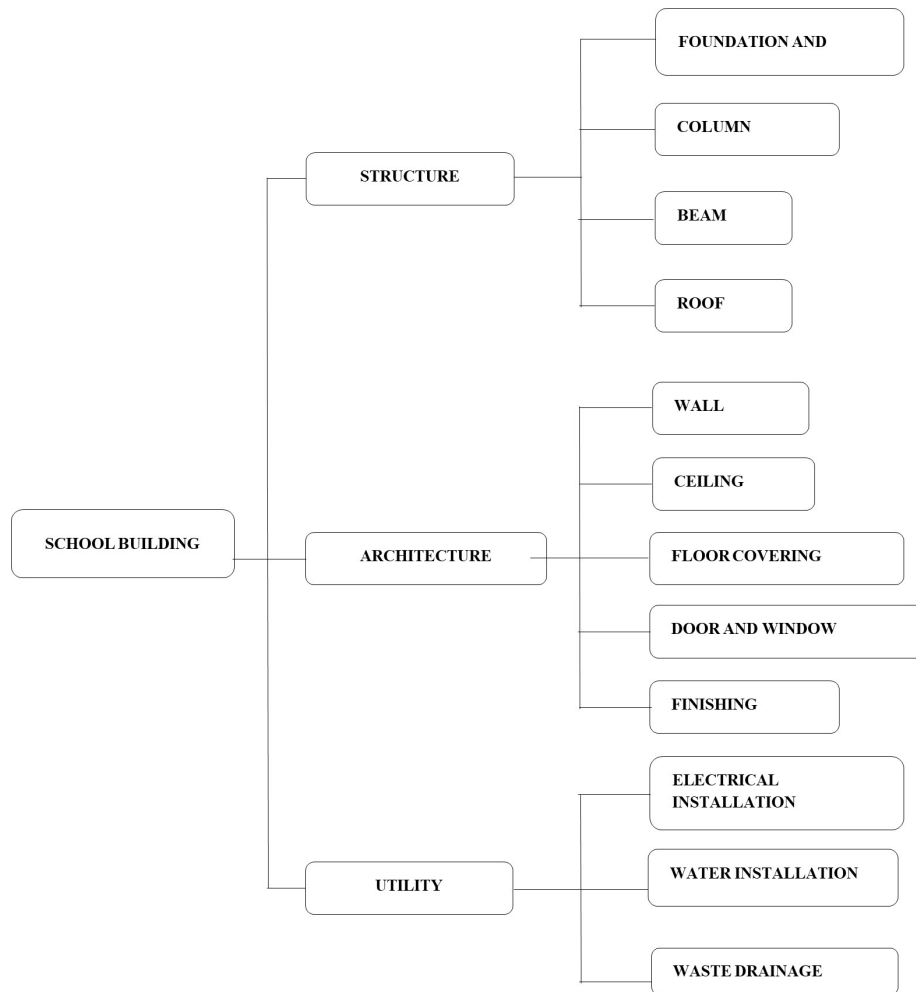 FOUNDATION AND
COLUMN
STRUCTURE
BEAM
ROOF
WALL
CEILING
SCHOOL BUILDING
ARCHITECTURE
FLOOR COVERING
DOOR AND WINDOW
FINISHING
ELECTRICAL
INSTALLATION
WATER INSTALLATION
UTILITY
WASTE DRAINAGE